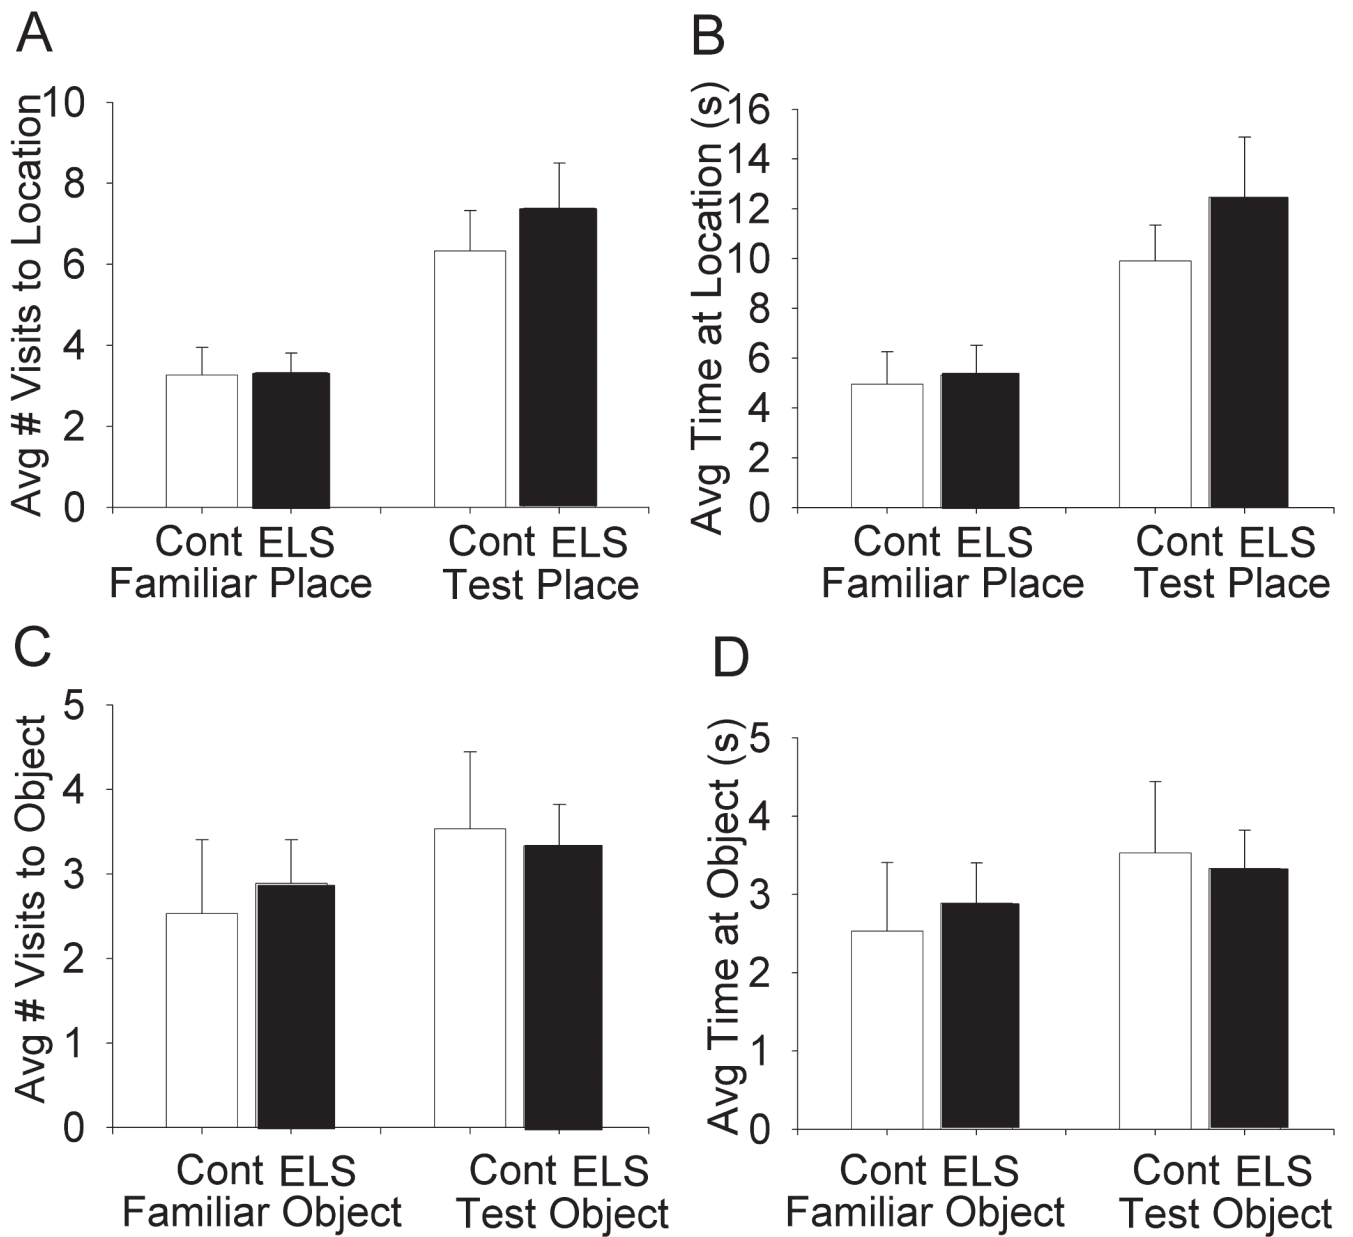 A
Avg # Visits to Location
10
8
6
4
2
0
Cont ELS Cont ELS
Familiar Place Test Place
B
Avg Time at Location (s)
16
14
12
10
8
6
4
2
0
Cont ELS Cont ELS
Familiar Place Test Place
C
Avg # Visits to Object
5
4
3
2
1
0
Cont ELS Cont ELS
Familiar Object Test Object
D
Avg Time at Object (s)
5
4
3
2
1
0
Cont ELS Cont ELS
Familiar Object Test Object